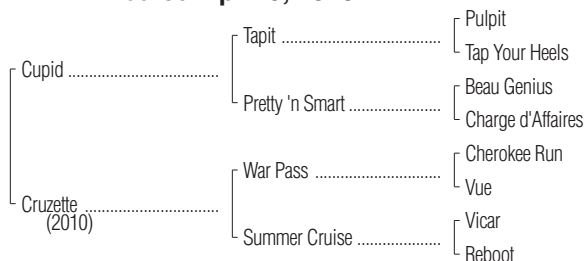 Pulpit
Tapit ......................................
Tap Your Heels
Cupid .......................................
Beau Genius
Pretty 'n Smart .......................
Charge d'Affaires
Cherokee Run
War Pass ...............................
Vue
Cruzette ..................................
(2010)
Vicar
Summer Cruise ....................
Reboot